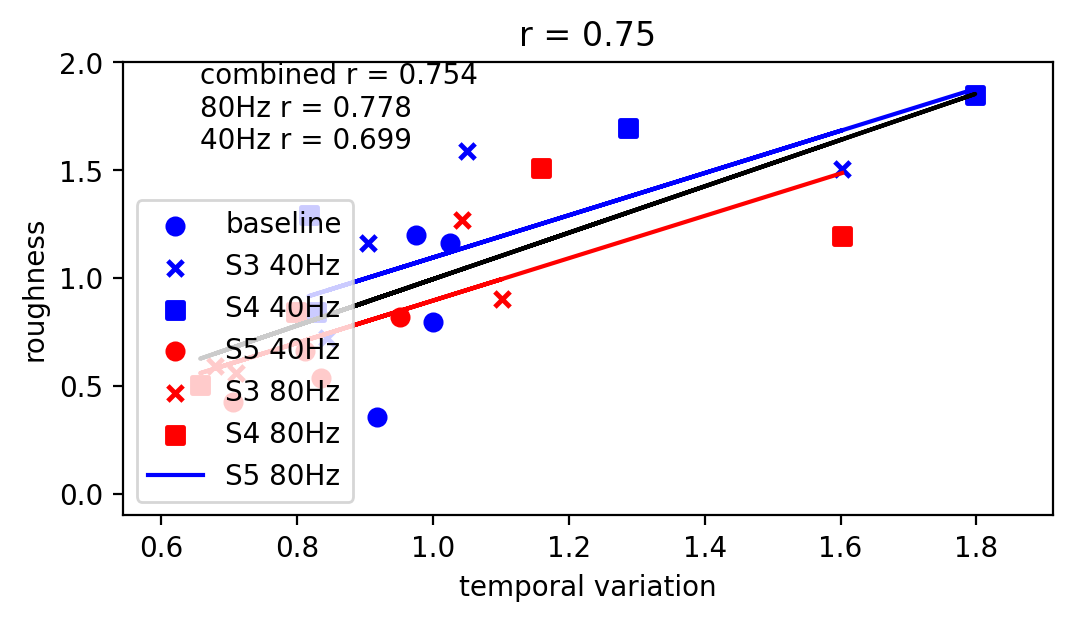 r = 0.75
combined r = 0.754
80Hz r = 0.778
40Hz r = 0.699
2.0
1.5
1.0
0.5
0.0
roughness
baseline
S3 40Hz
S4 40Hz
S5 40Hz
S3 80Hz
S4 80Hz
S5 80Hz
0.6 0.8 1.0 1.2 1.4 1.6 1.8
temporal variation